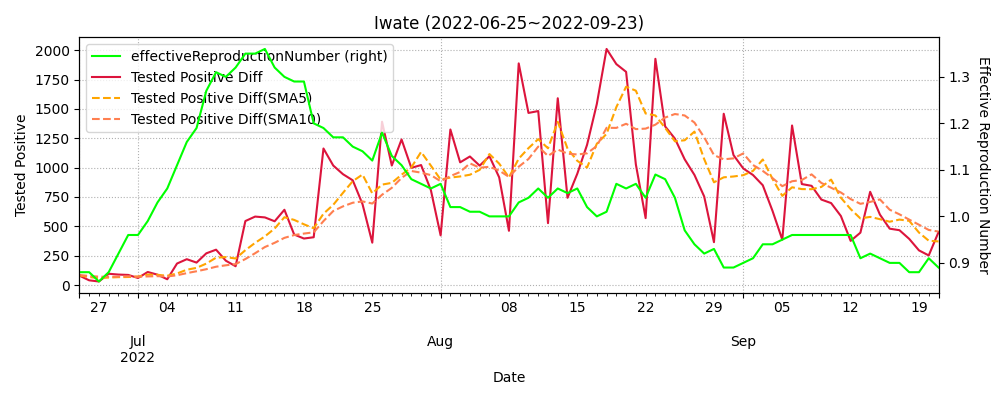 Iwate (2022-06-25~2022-09-23)
effectiveReproductionNumber (right)
Tested Positive Diff
Tested Positive Diff(SMA5)
Tested Positive Diff(SMA10)
Tested Positive
2000
1750
1500
1250
1000
750
500
250
0
1.3
1.2
1.1
1.0
0.9
Effective Reproduction Number
27 04 11 18 25 08 15 22 29 05 12 19
Jul Aug Sep
2022
Date